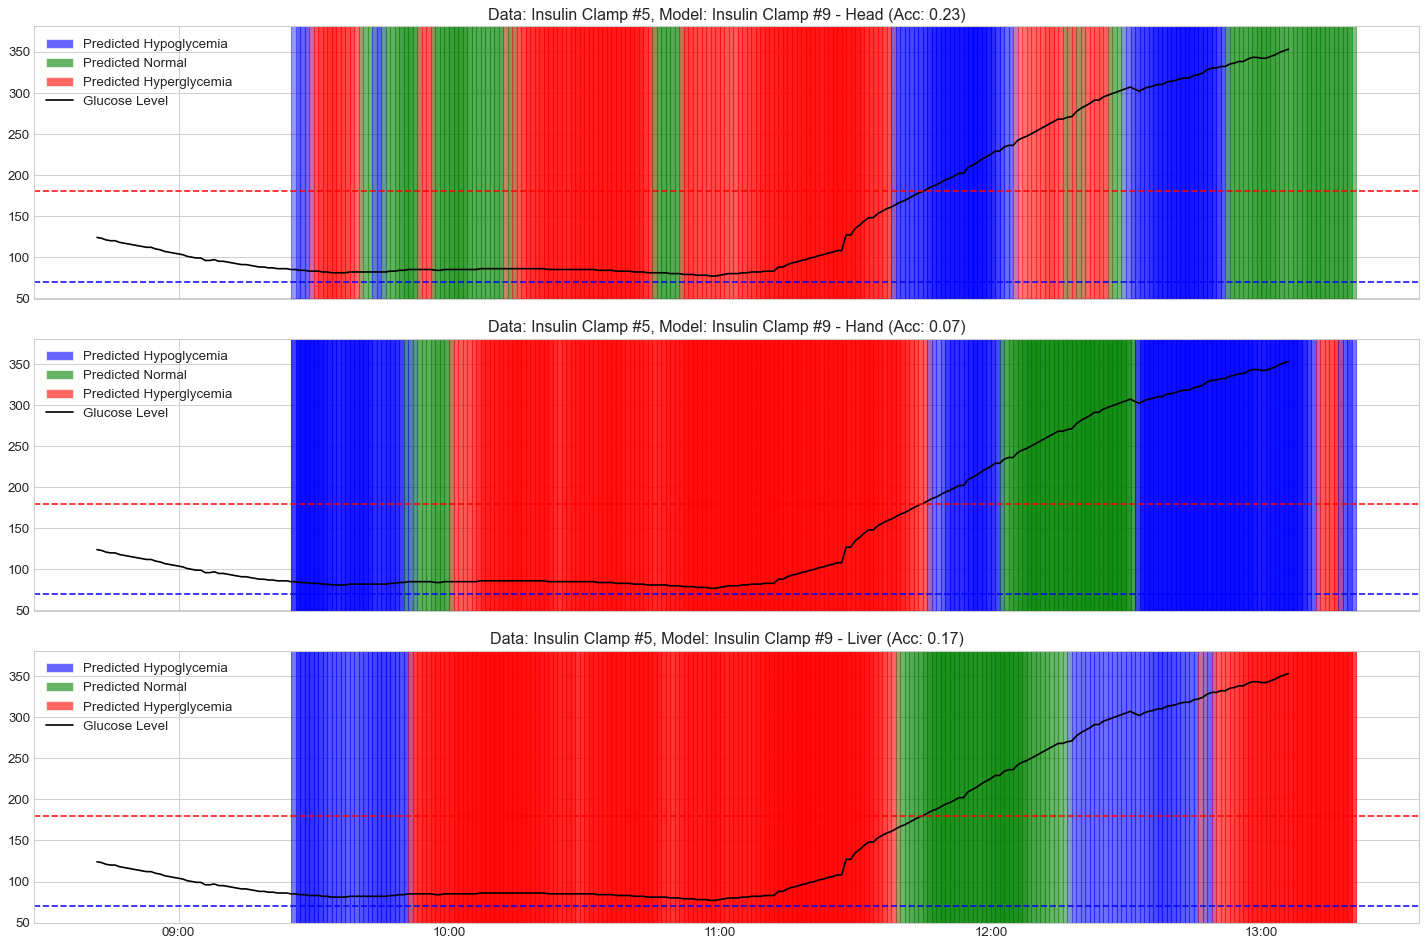 Data: Insulin Clamp #5, Model: Insulin Clamp #9 - Head (Acc: 0.23)
350
300
250
200
150
100
50
Predicted Hypoglycemia
Predicted Normal
Predicted Hyperglycemia
Glucose Level
Data: Insulin Clamp #5, Model: Insulin Clamp #9 - Hand (Acc: 0.07)
350
300
250
200
150
100
50
Predicted Hypoglycemia
Predicted Normal
Predicted Hyperglycemia
Glucose Level
Data: Insulin Clamp #5, Model: Insulin Clamp #9 - Liver (Acc: 0.17)
350
300
250
200
150
100
50
Predicted Hypoglycemia
Predicted Normal
Predicted Hyperglycemia
Glucose Level
09:00 10:00 11:00 12:00 13:00